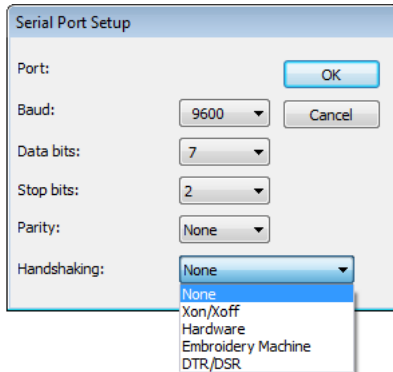 Serial Port Setup
Port:
OK
Baud: 9600 Cancel
Data bits: 7
Stop bits: 2
Parity: None
Handshaking: None
None
Xon/Xoff
Hardware
Embroidery Machine
DTR/DSR